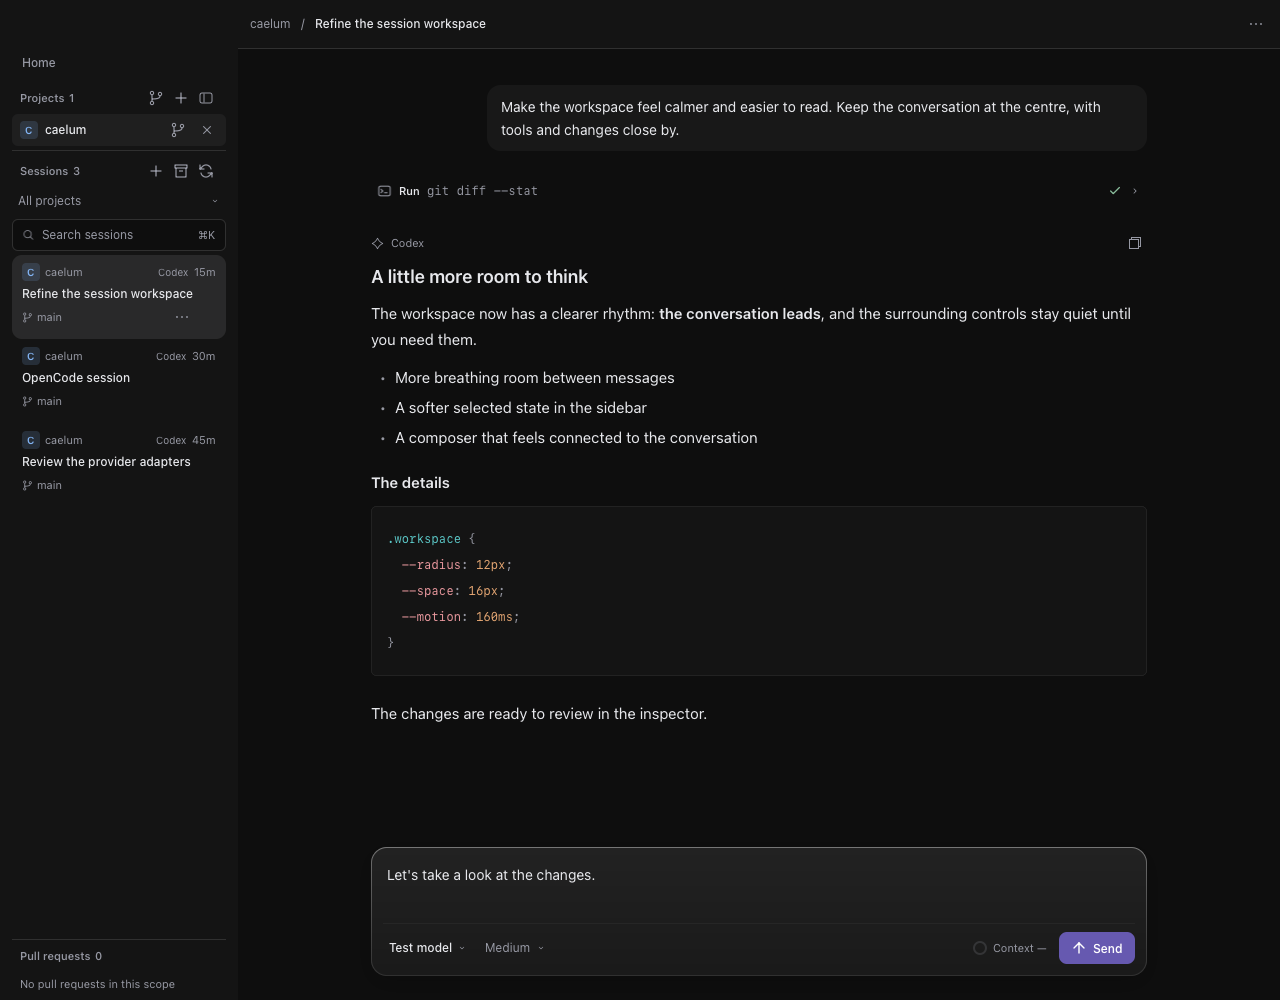 caelum / Refine the session workspace
Home
Projects 1
C caelum
Sessions 3
All projects
Search sessions ⌘K
C caelum Codex 15m
Refine the session workspace
main
C caelum Codex 30m
OpenCode session
main
C caelum Codex 45m
Review the provider adapters
main
Pull requests 0
No pull requests in this scope
Make the workspace feel calmer and easier to read. Keep the conversation at the centre, with
tools and changes close by.
Run git diff --stat
Codex
A little more room to think
The workspace now has a clearer rhythm: the conversation leads, and the surrounding controls stay quiet until
you need them.
• More breathing room between messages
• A softer selected state in the sidebar
• A composer that feels connected to the conversation
The details
.workspace {
--radius: 12px;
--space: 16px;
--motion: 160ms;
}
The changes are ready to review in the inspector.
Let's take a look at the changes.
Test model Medium Context — Send